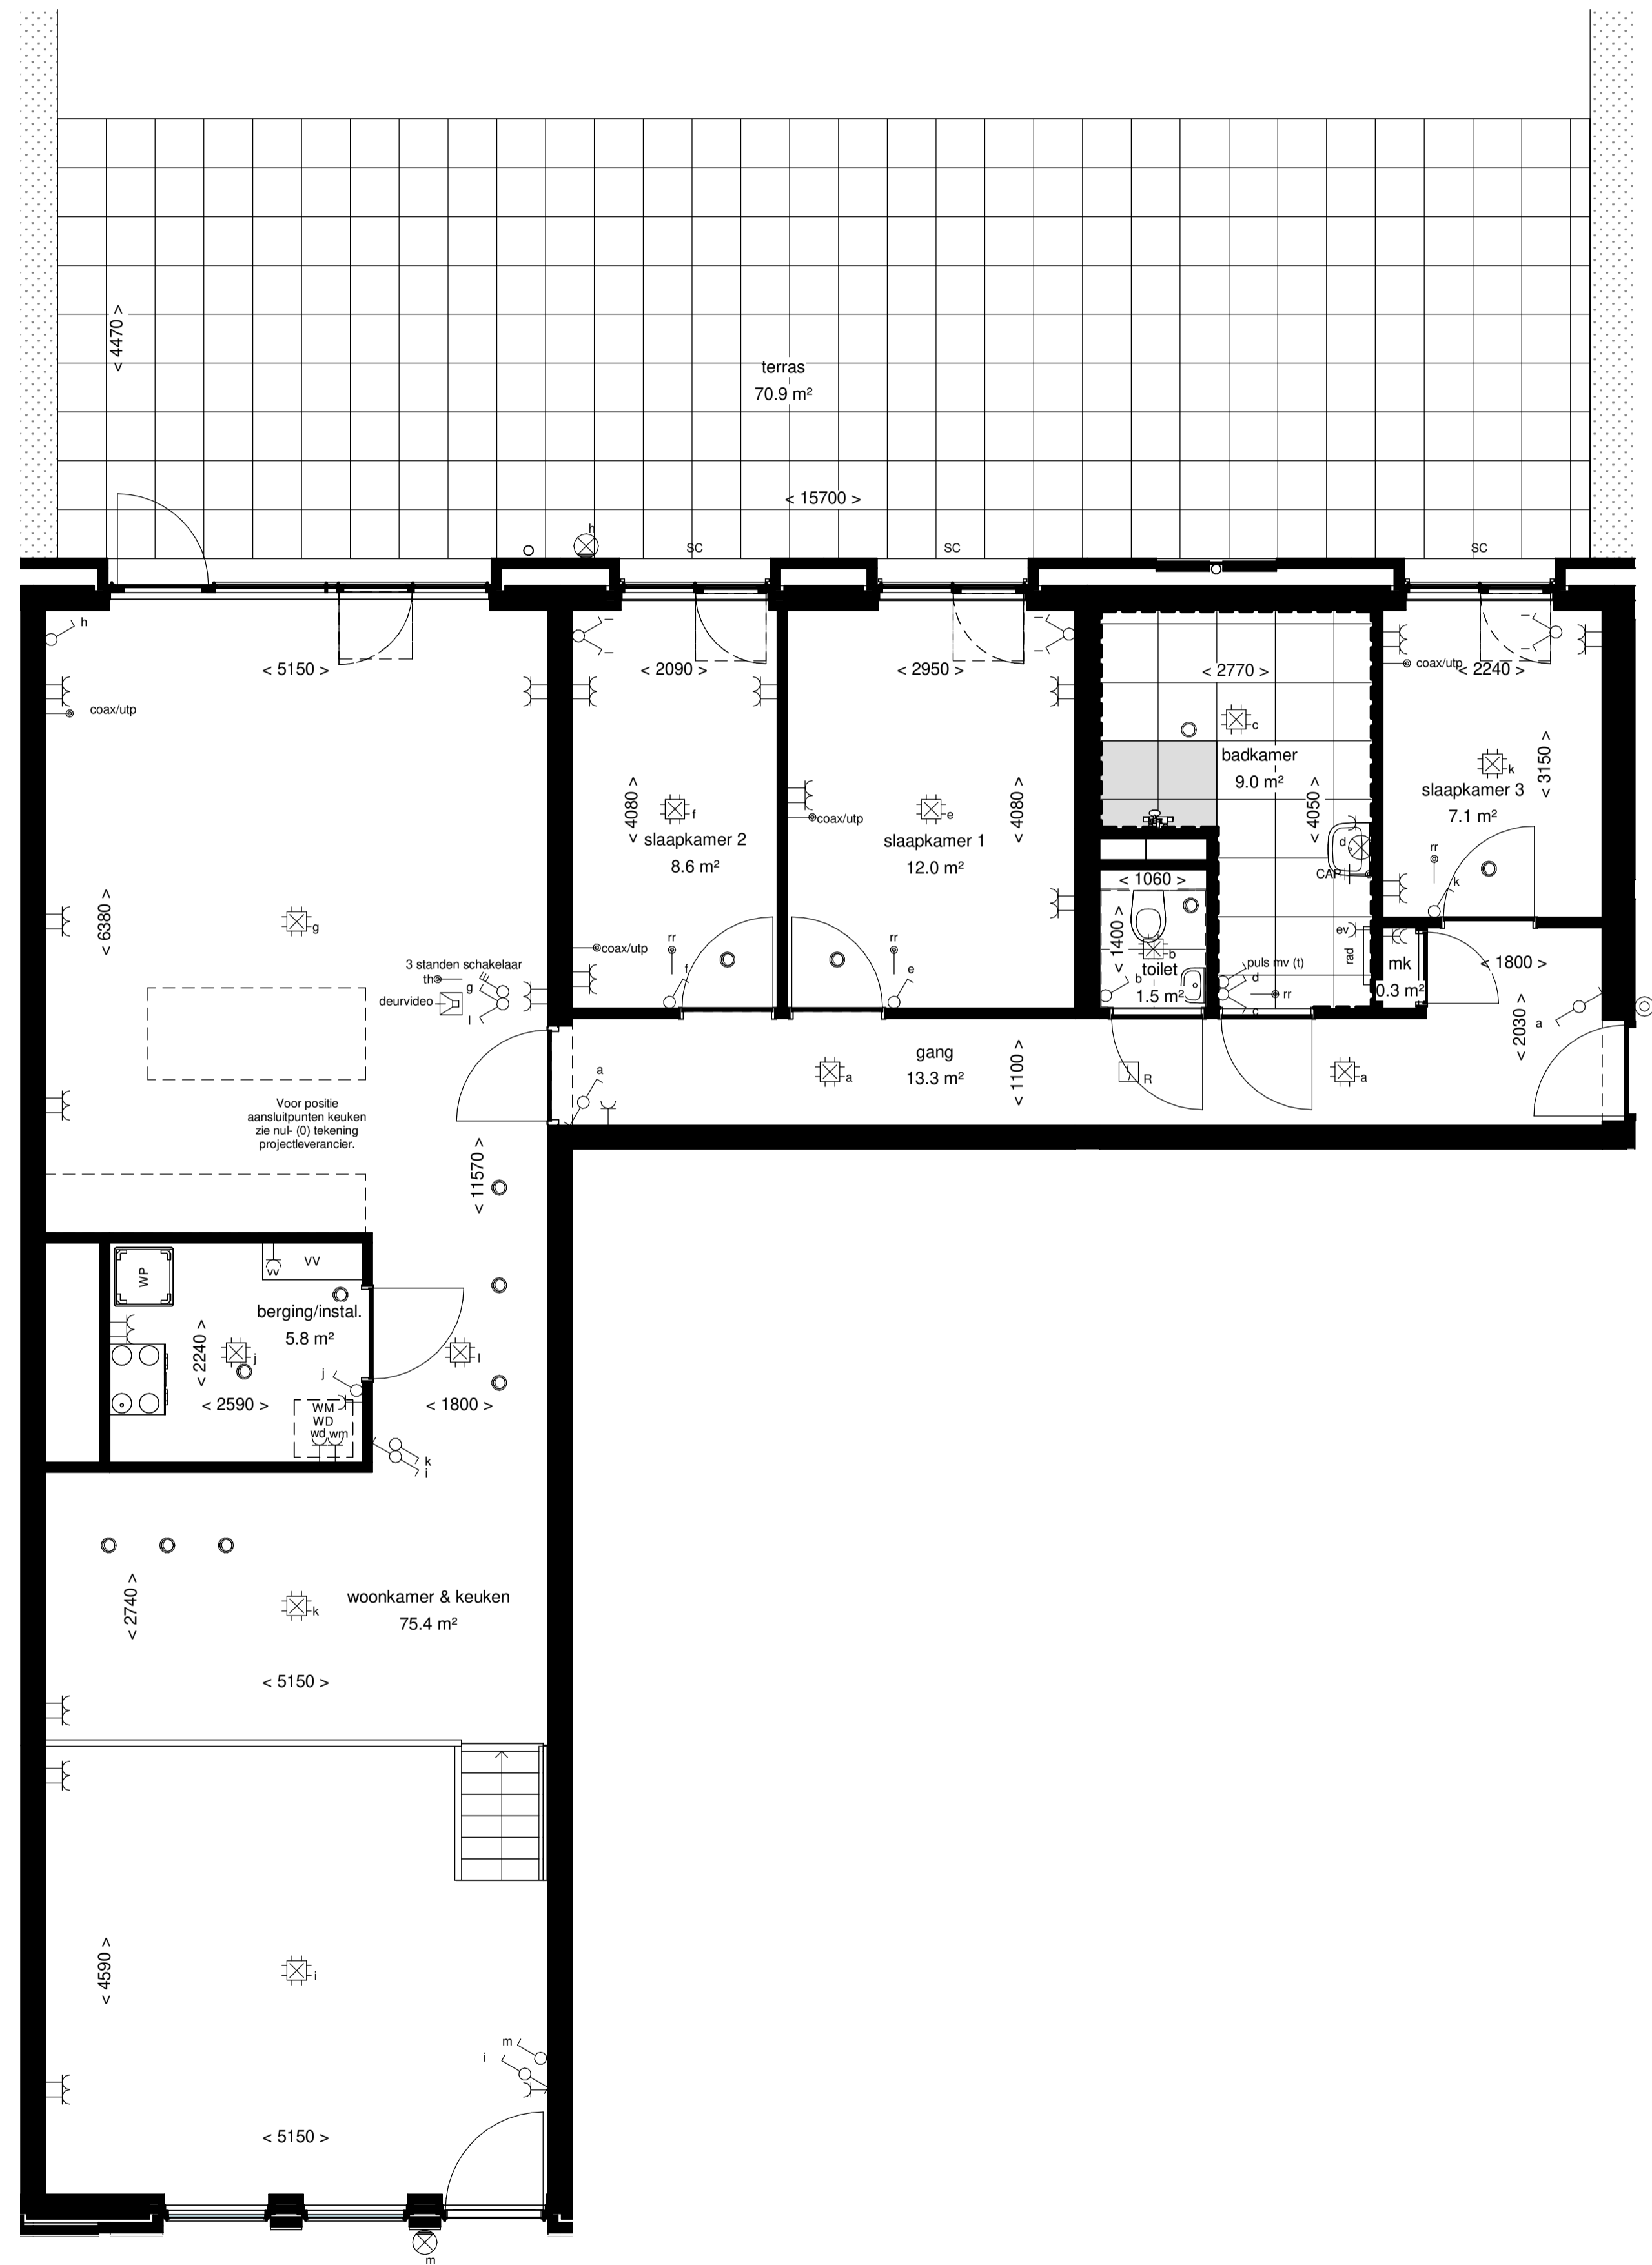 < 4470 >
terras
70.9 m²
< 15700 >
h
SC
SC
SC
h
< 5150 >
< 2090 >
< 2950 >
< 2770 >
coax/utp
< 2240 >
coax/utp
c
badkamer
9.0 m²
k
< 3150 >
slaapkamer 3
7.1 m²
< 4080 >
f
slaapkamer 2
8.6 m²
coax/utp
e
slaapkamer 1
12.0 m²
< 4080 >
< 4050 >
d
CAP
rr
k
< 1060 >
< 6380 >
g
coax/utp
rr
f
rr
e
< 1400 >
b
toilet
1.5 m²
b
ev
rad
mk
0.3 m²
< 1800 >
puls mv (t)
d
rr
c
3 standen schakelaar
th
g
deurvideo
l
a
< 2030 >
a
gang
13.3 m²
a
< 1100 >
R
a
Voor positie
aansluitpunten keuken
zie nul- (0) tekening
projectleverancier.
< 11570 >
WP
vv
VV
berging/instal.
5.8 m²
< 2240 >
j
l
j
< 2590 >
< 1800 >
WM
WD
wd wm
k
i
< 2740 >
k
woonkamer & keuken
75.4 m²
< 5150 >
< 4590 >
i
m
i
< 5150 >
m